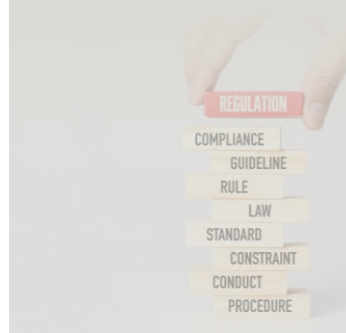 REGULATION
COMPLIANCE
GUIDELINE
RULE
LAW
STANDARD
CONSTRAINT
CONDUCT
PROCEDURE